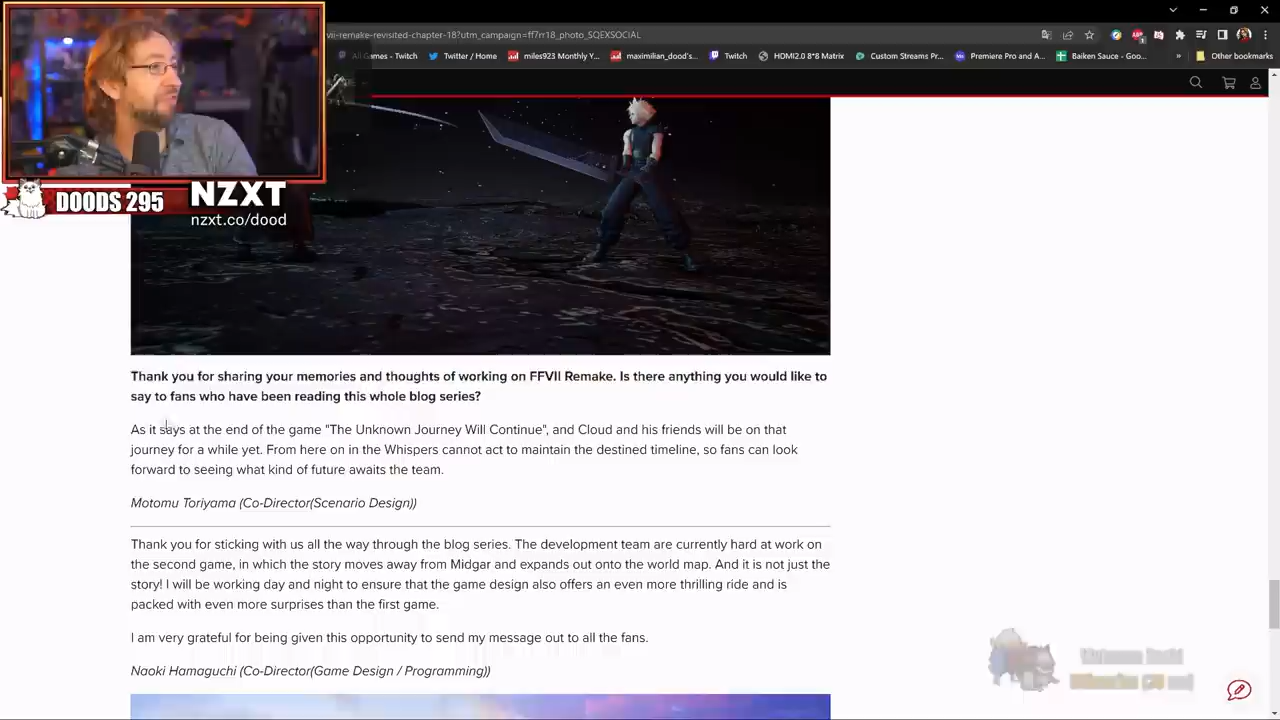 vii-remake-revisited-chapter-18?utm_campaign=ff7rr18_photo_SQEXSOCIAL
All Games - Twitch
Twitter / Home
miles923 Monthly Y...
maximilian_dood's...
Twitch
HDMI2.0 8*8 Matrix
Custom Streams Pr...
Premiere Pro and A...
Baiken Sauce - Goo...
Other bookmarks
DOODS 295
NZXT
nzxt.co/dood
Thank you for sharing your memories and thoughts of working on FFVII Remake. Is there anything you would like to
say to fans who have been reading this whole blog series?
As it says at the end of the game "The Unknown Journey Will Continue", and Cloud and his friends will be on that
journey for a while yet. From here on in the Whispers cannot act to maintain the destined timeline, so fans can look
forward to seeing what kind of future awaits the team.
Motomu Toriyama (Co-Director(Scenario Design))
Thank you for sticking with us all the way through the blog series. The development team are currently hard at work on
the second game, in which the story moves away from Midgar and expands out onto the world map. And it is not just the
story! I will be working day and night to ensure that the game design also offers an even more thrilling ride and is
packed with even more surprises than the first game.
I am very grateful for being given this opportunity to send my message out to all the fans.
Naoki Hamaguchi (Co-Director(Game Design / Programming))